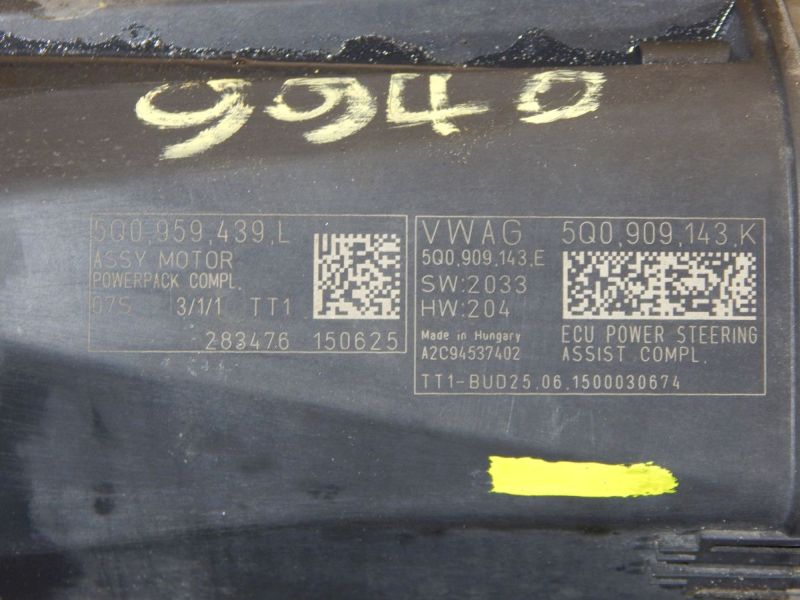 9940
5Q0.959.439.L
ASSY MOTOR
POWERPACK COMPL.
07S 3/1/1 TT1
283476 150625
VWAG 5Q0.909.143.K
5Q0.909.143.E
SW:2033
HW:204
Made in Hungary
A2C94537402
ECU POWER STEERING
ASSIST COMPL.
TT1-BUD25.06.1500030674